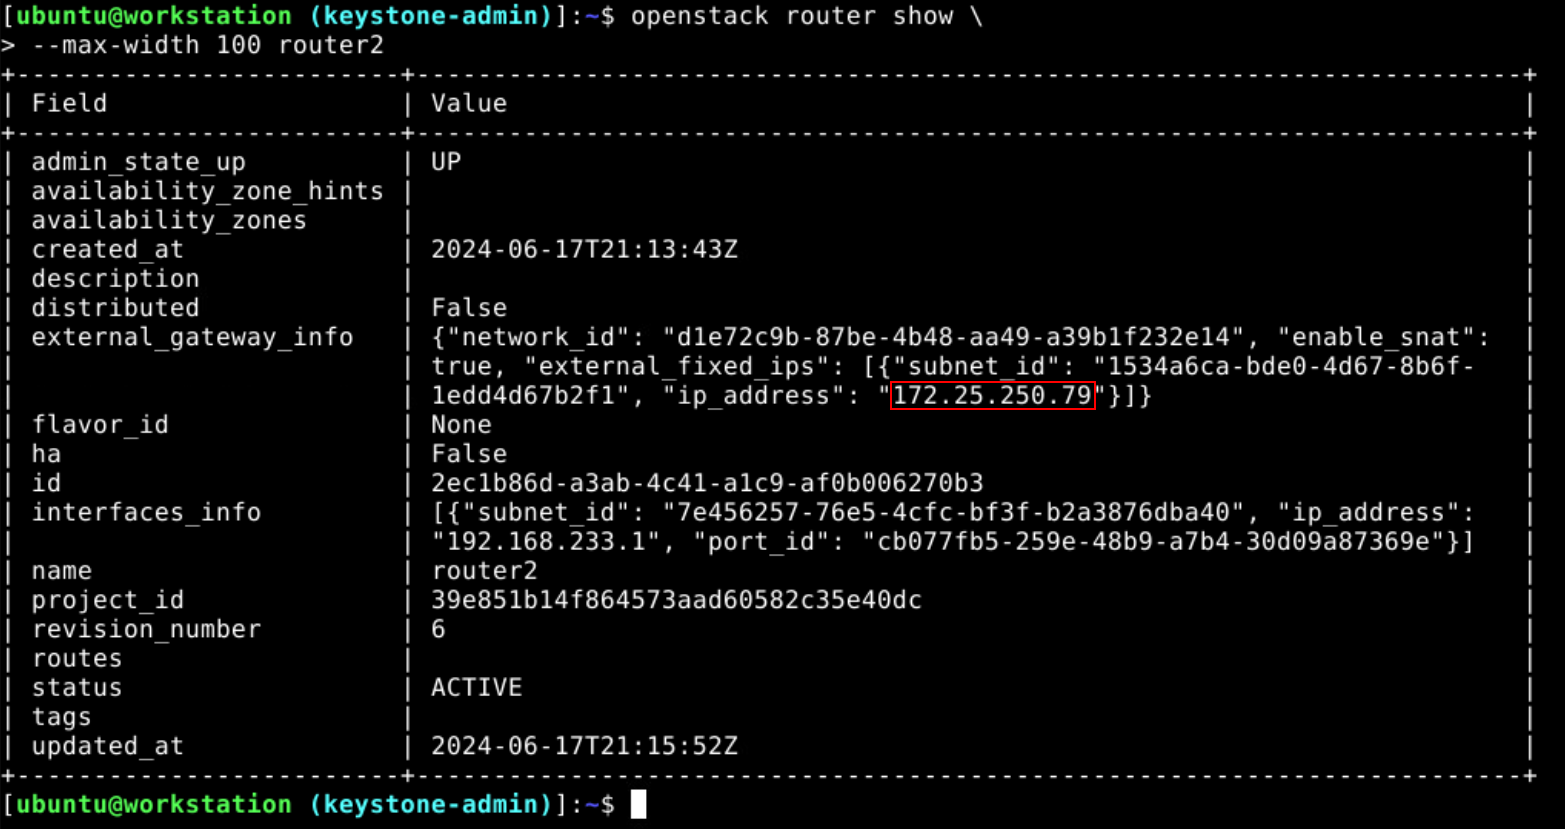 [ubuntu@workstation (keystone-admin)]:~$ openstack router show \
> --max-width 100 router2
+-------------------------+-------------------------------------------------------------------------+
| Field                   | Value                                                                   |
+-------------------------+-------------------------------------------------------------------------+
| admin_state_up          | UP                                                                      |
| availability_zone_hints |                                                                         |
| availability_zones      |                                                                         |
| created_at              | 2024-06-17T21:13:43Z                                                    |
| description             |                                                                         |
| distributed             | False                                                                   |
| external_gateway_info   | {"network_id": "d1e72c9b-87be-4b48-aa49-a39b1f232e14", "enable_snat":   |
|                         | true, "external_fixed_ips": [{"subnet_id": "1534a6ca-bde0-4d67-8b6f-    |
|                         | 1edd4d67b2f1", "ip_address": "172.25.250.79"}]}                         |
| flavor_id               | None                                                                    |
| ha                      | False                                                                   |
| id                      | 2ec1b86d-a3ab-4c41-a1c9-af0b006270b3                                    |
| interfaces_info         | [{"subnet_id": "7e456257-76e5-4cfc-bf3f-b2a3876dba40", "ip_address":    |
|                         | "192.168.233.1", "port_id": "cb077fb5-259e-48b9-a7b4-30d09a87369e"}]    |
| name                    | router2                                                                 |
| project_id              | 39e851b14f864573aad60582c35e40dc                                        |
| revision_number         | 6                                                                       |
| routes                  |                                                                         |
| status                  | ACTIVE                                                                  |
| tags                    |                                                                         |
| updated_at              | 2024-06-17T21:15:52Z                                                    |
+-------------------------+-------------------------------------------------------------------------+
[ubuntu@workstation (keystone-admin)]:~$